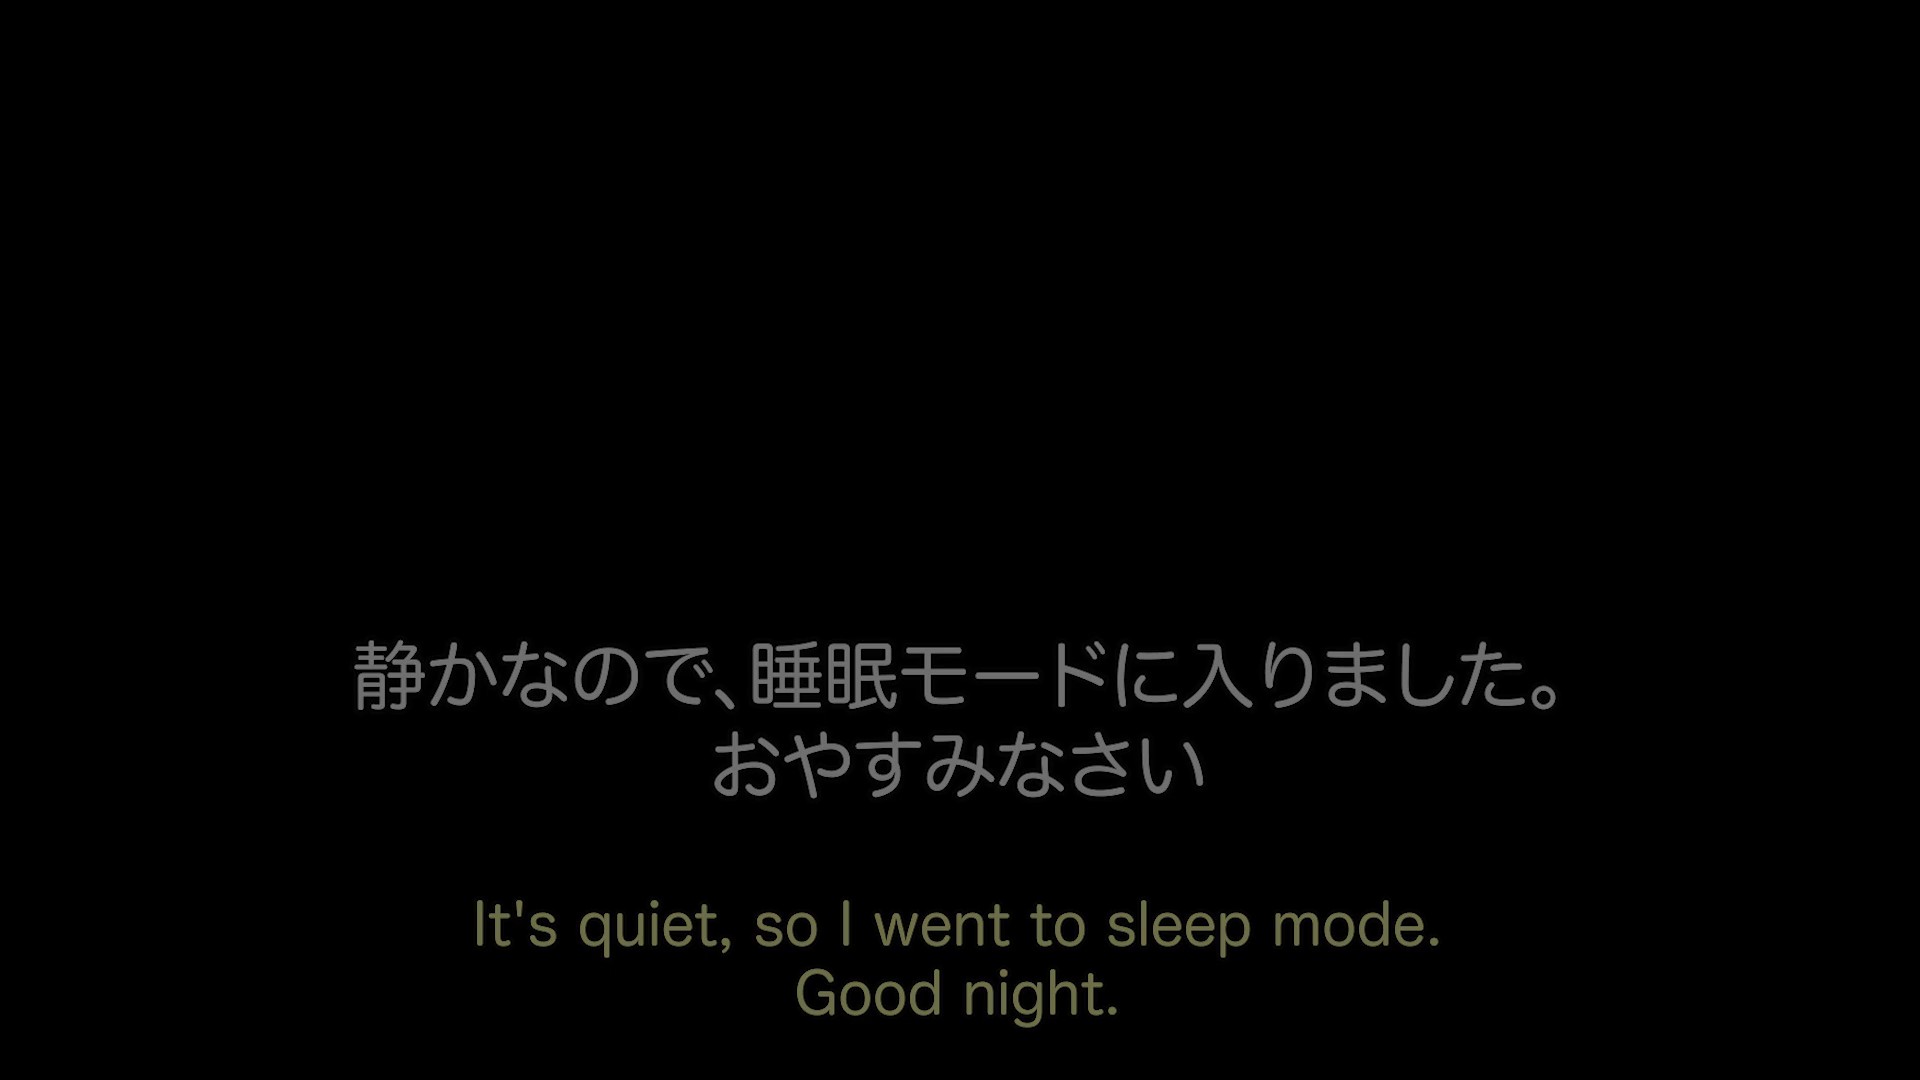 静かなので、睡眠モードに入りました。
おやすみなさい
It's quiet, so I went to sleep mode.
Good night.